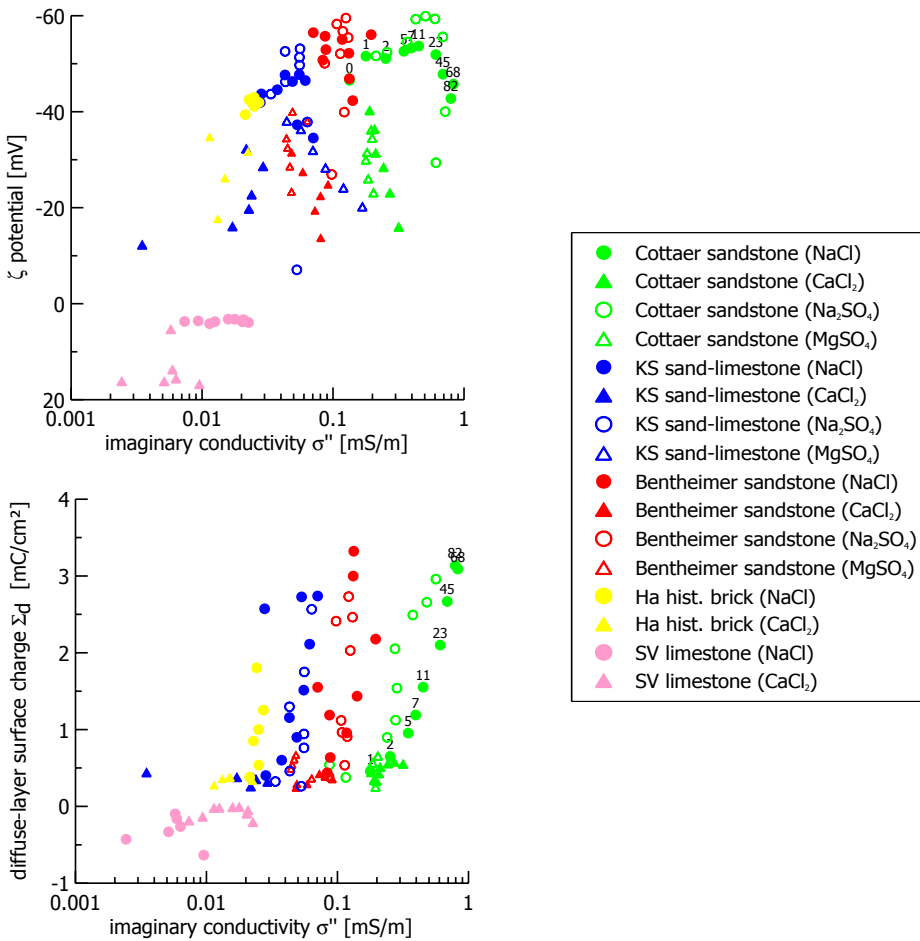 -60
-40
-20
0
20
ζ potential [mV]
0
1
2
5
7
11
23
45
68
82
0.001
0.01
0.1
1
imaginary conductivity σ'' [mS/m]
4
3
2
1
0
-1
diffuse-layer surface charge Σd [mC/cm²]
82
68
45
23
11
7
5
2
1
0.001
0.01
0.1
1
imaginary conductivity σ'' [mS/m]
Cottaer sandstone (NaCl)
Cottaer sandstone (CaCl₂)
Cottaer sandstone (Na₂SO₄)
Cottaer sandstone (MgSO₄)
KS sand-limestone (NaCl)
KS sand-limestone (CaCl₂)
KS sand-limestone (Na₂SO₄)
KS sand-limestone (MgSO₄)
Bentheimer sandstone (NaCl)
Bentheimer sandstone (CaCl₂)
Bentheimer sandstone (Na₂SO₄)
Bentheimer sandstone (MgSO₄)
Ha hist. brick (NaCl)
Ha hist. brick (CaCl₂)
SV limestone (NaCl)
SV limestone (CaCl₂)